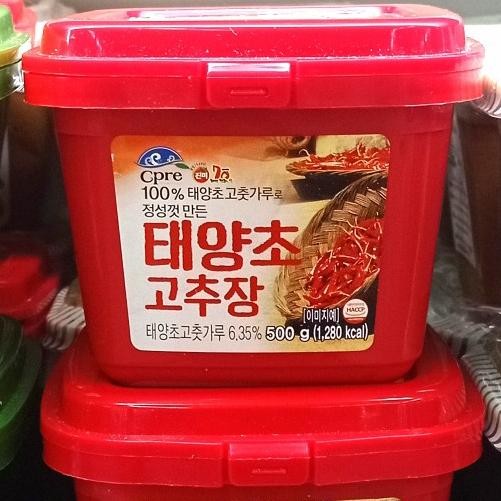 Cpre
진미
100% 태양초 고춧가루로
정성껏 만든
태양초
고추장
[이미지예]
HACCP
태양초고춧가루 6.35% 500 g (1,280 kcal)